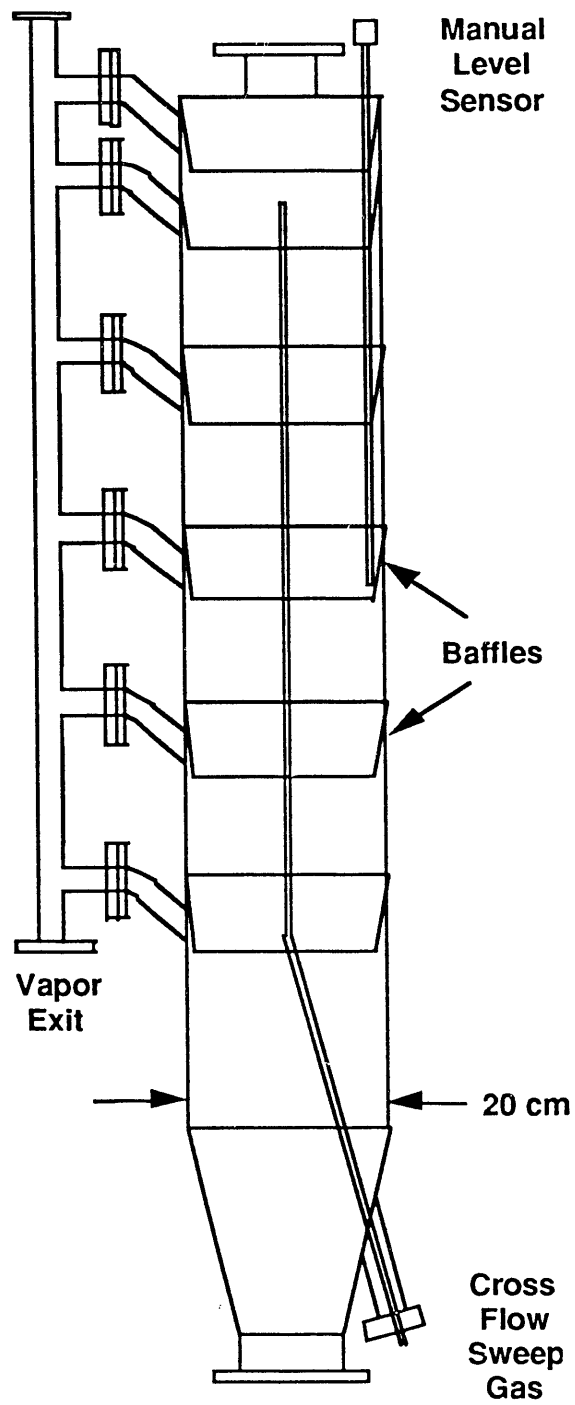 Manual
Level
Sensor
Baffles
Vapor
Exit
20 cm
Cross
Flow
Sweep
Gas